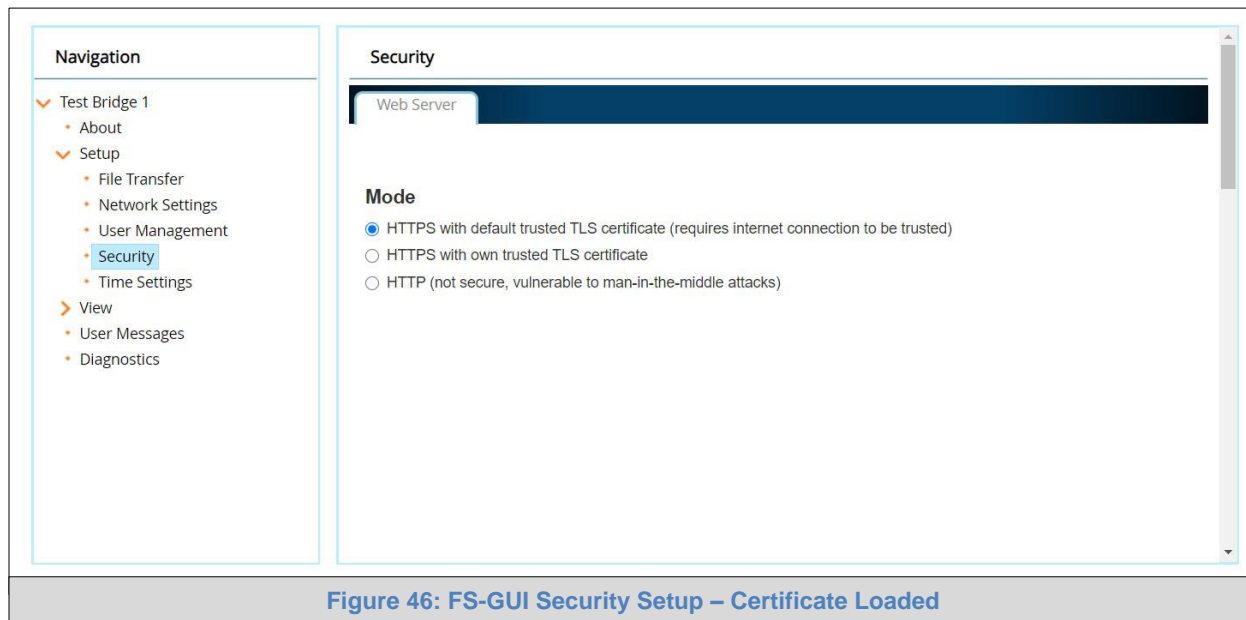 Navigation
Test Bridge 1
About
Setup
File Transfer
Network Settings
User Management
Security
Time Settings
View
User Messages
Diagnostics
Security
Web Server
Mode
HTTPS with default trusted TLS certificate (requires internet connection to be trusted)
HTTPS with own trusted TLS certificate
HTTP (not secure, vulnerable to man-in-the-middle attacks)
Figure 46: FS-GUI Security Setup – Certificate Loaded